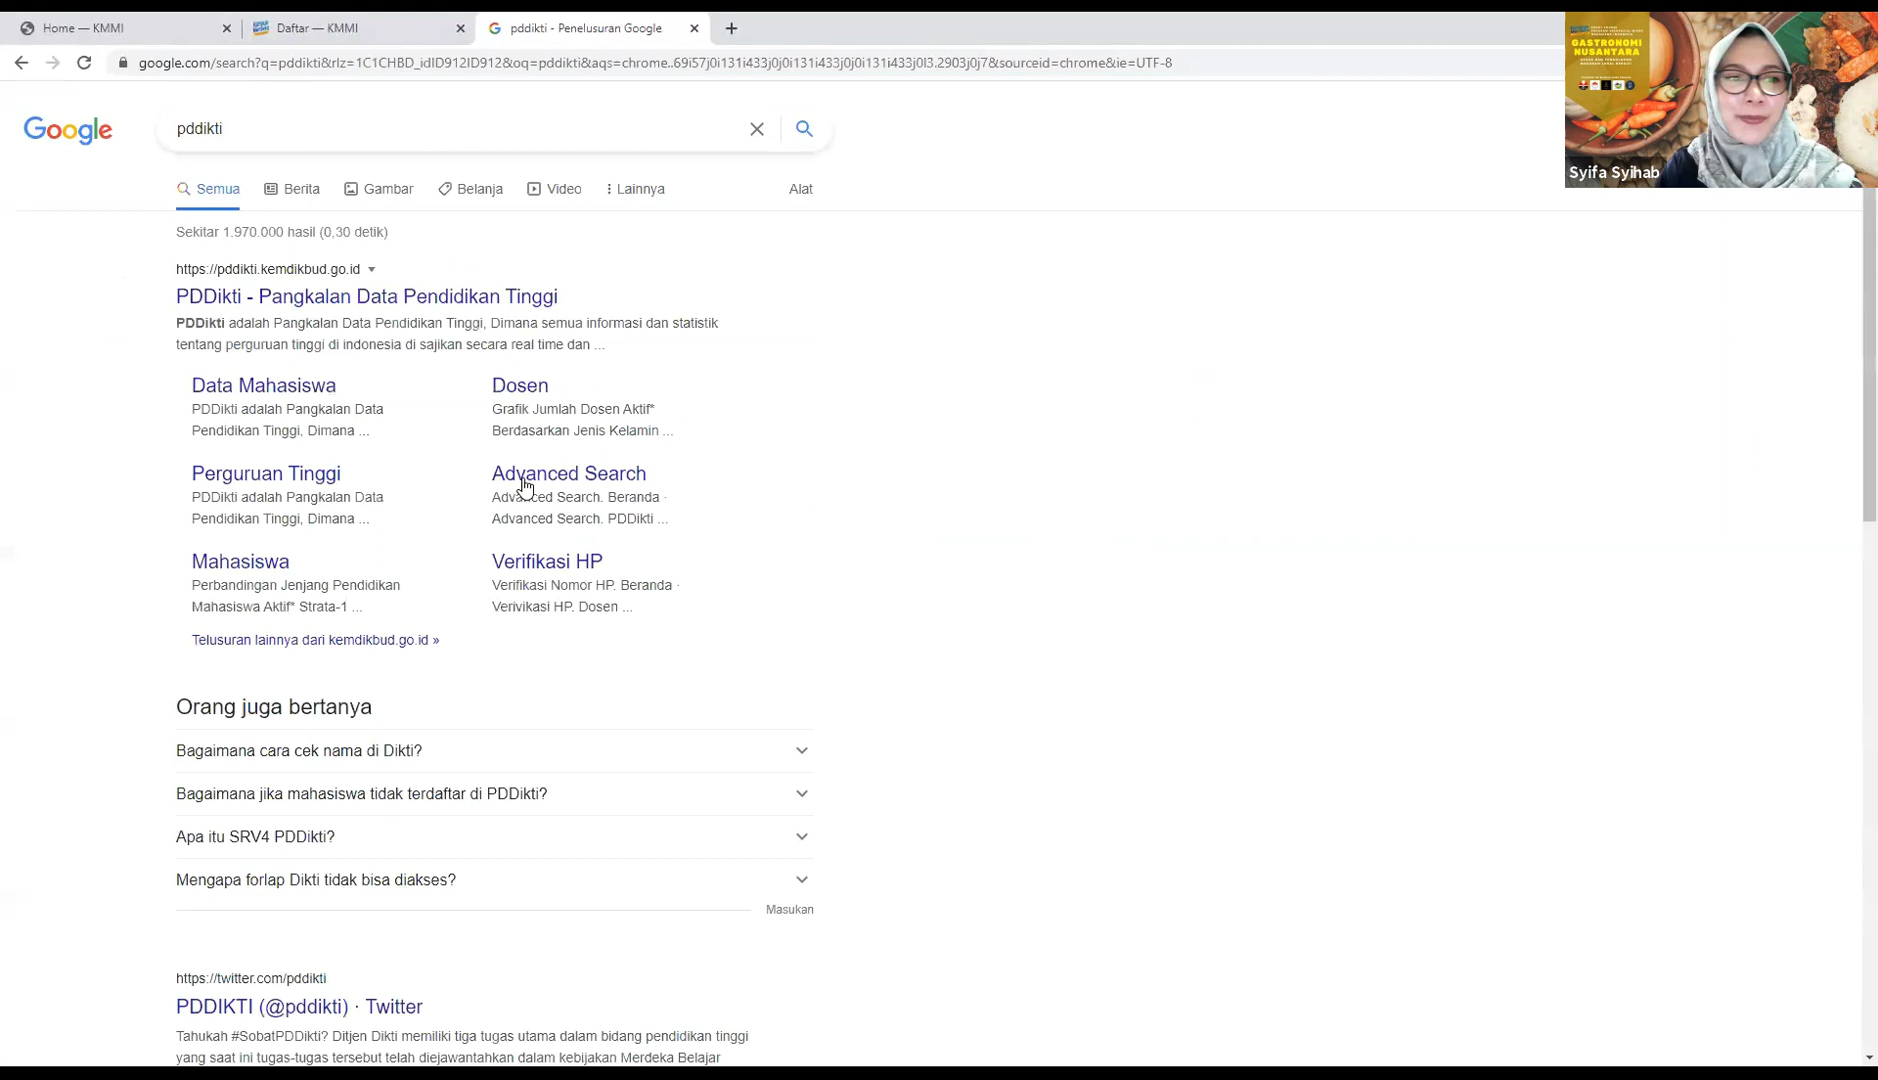 Home — KMMI
Daftar — KMMI
pddikti - Penelusuran Google
google.com/search?q=pddikti&rlz=1C1CHBD_idID912ID912&oq=pddikti&aqs=chrome..69i57j0i131i433j0j0i131i433j0j0i131i433j0l3.2903j0j7&sourceid=chrome&ie=UTF-8
GASTRONOMI
NUSANTARA
Syifa Syihab
Google
pddikti
Semua
Berita
Gambar
Belanja
Video
Lainnya
Alat
Sekitar 1.970.000 hasil (0,30 detik)
https://pddikti.kemdikbud.go.id
PDDikti - Pangkalan Data Pendidikan Tinggi
PDDikti adalah Pangkalan Data Pendidikan Tinggi, Dimana semua informasi dan statistik
tentang perguruan tinggi di indonesia di sajikan secara real time dan ...
Data Mahasiswa
PDDikti adalah Pangkalan Data
Pendidikan Tinggi, Dimana ...
Dosen
Grafik Jumlah Dosen Aktif*
Berdasarkan Jenis Kelamin ...
Perguruan Tinggi
PDDikti adalah Pangkalan Data
Pendidikan Tinggi, Dimana ...
Advanced Search
Advanced Search. Beranda ·
Advanced Search. PDDikti ...
Mahasiswa
Perbandingan Jenjang Pendidikan
Mahasiswa Aktif* Strata-1 ...
Verifikasi HP
Verifikasi Nomor HP. Beranda ·
Verivikasi HP. Dosen ...
Telusuran lainnya dari kemdikbud.go.id »
Orang juga bertanya
Bagaimana cara cek nama di Dikti?
Bagaimana jika mahasiswa tidak terdaftar di PDDikti?
Apa itu SRV4 PDDikti?
Mengapa forlap Dikti tidak bisa diakses?
Masukan
https://twitter.com/pddikti
PDDIKTI (@pddikti) · Twitter
Tahukah #SobatPDDikti? Ditjen Dikti memiliki tiga tugas utama dalam bidang pendidikan tinggi
yang saat ini tugas-tugas tersebut telah diejawantahkan dalam kebijakan Merdeka Belajar